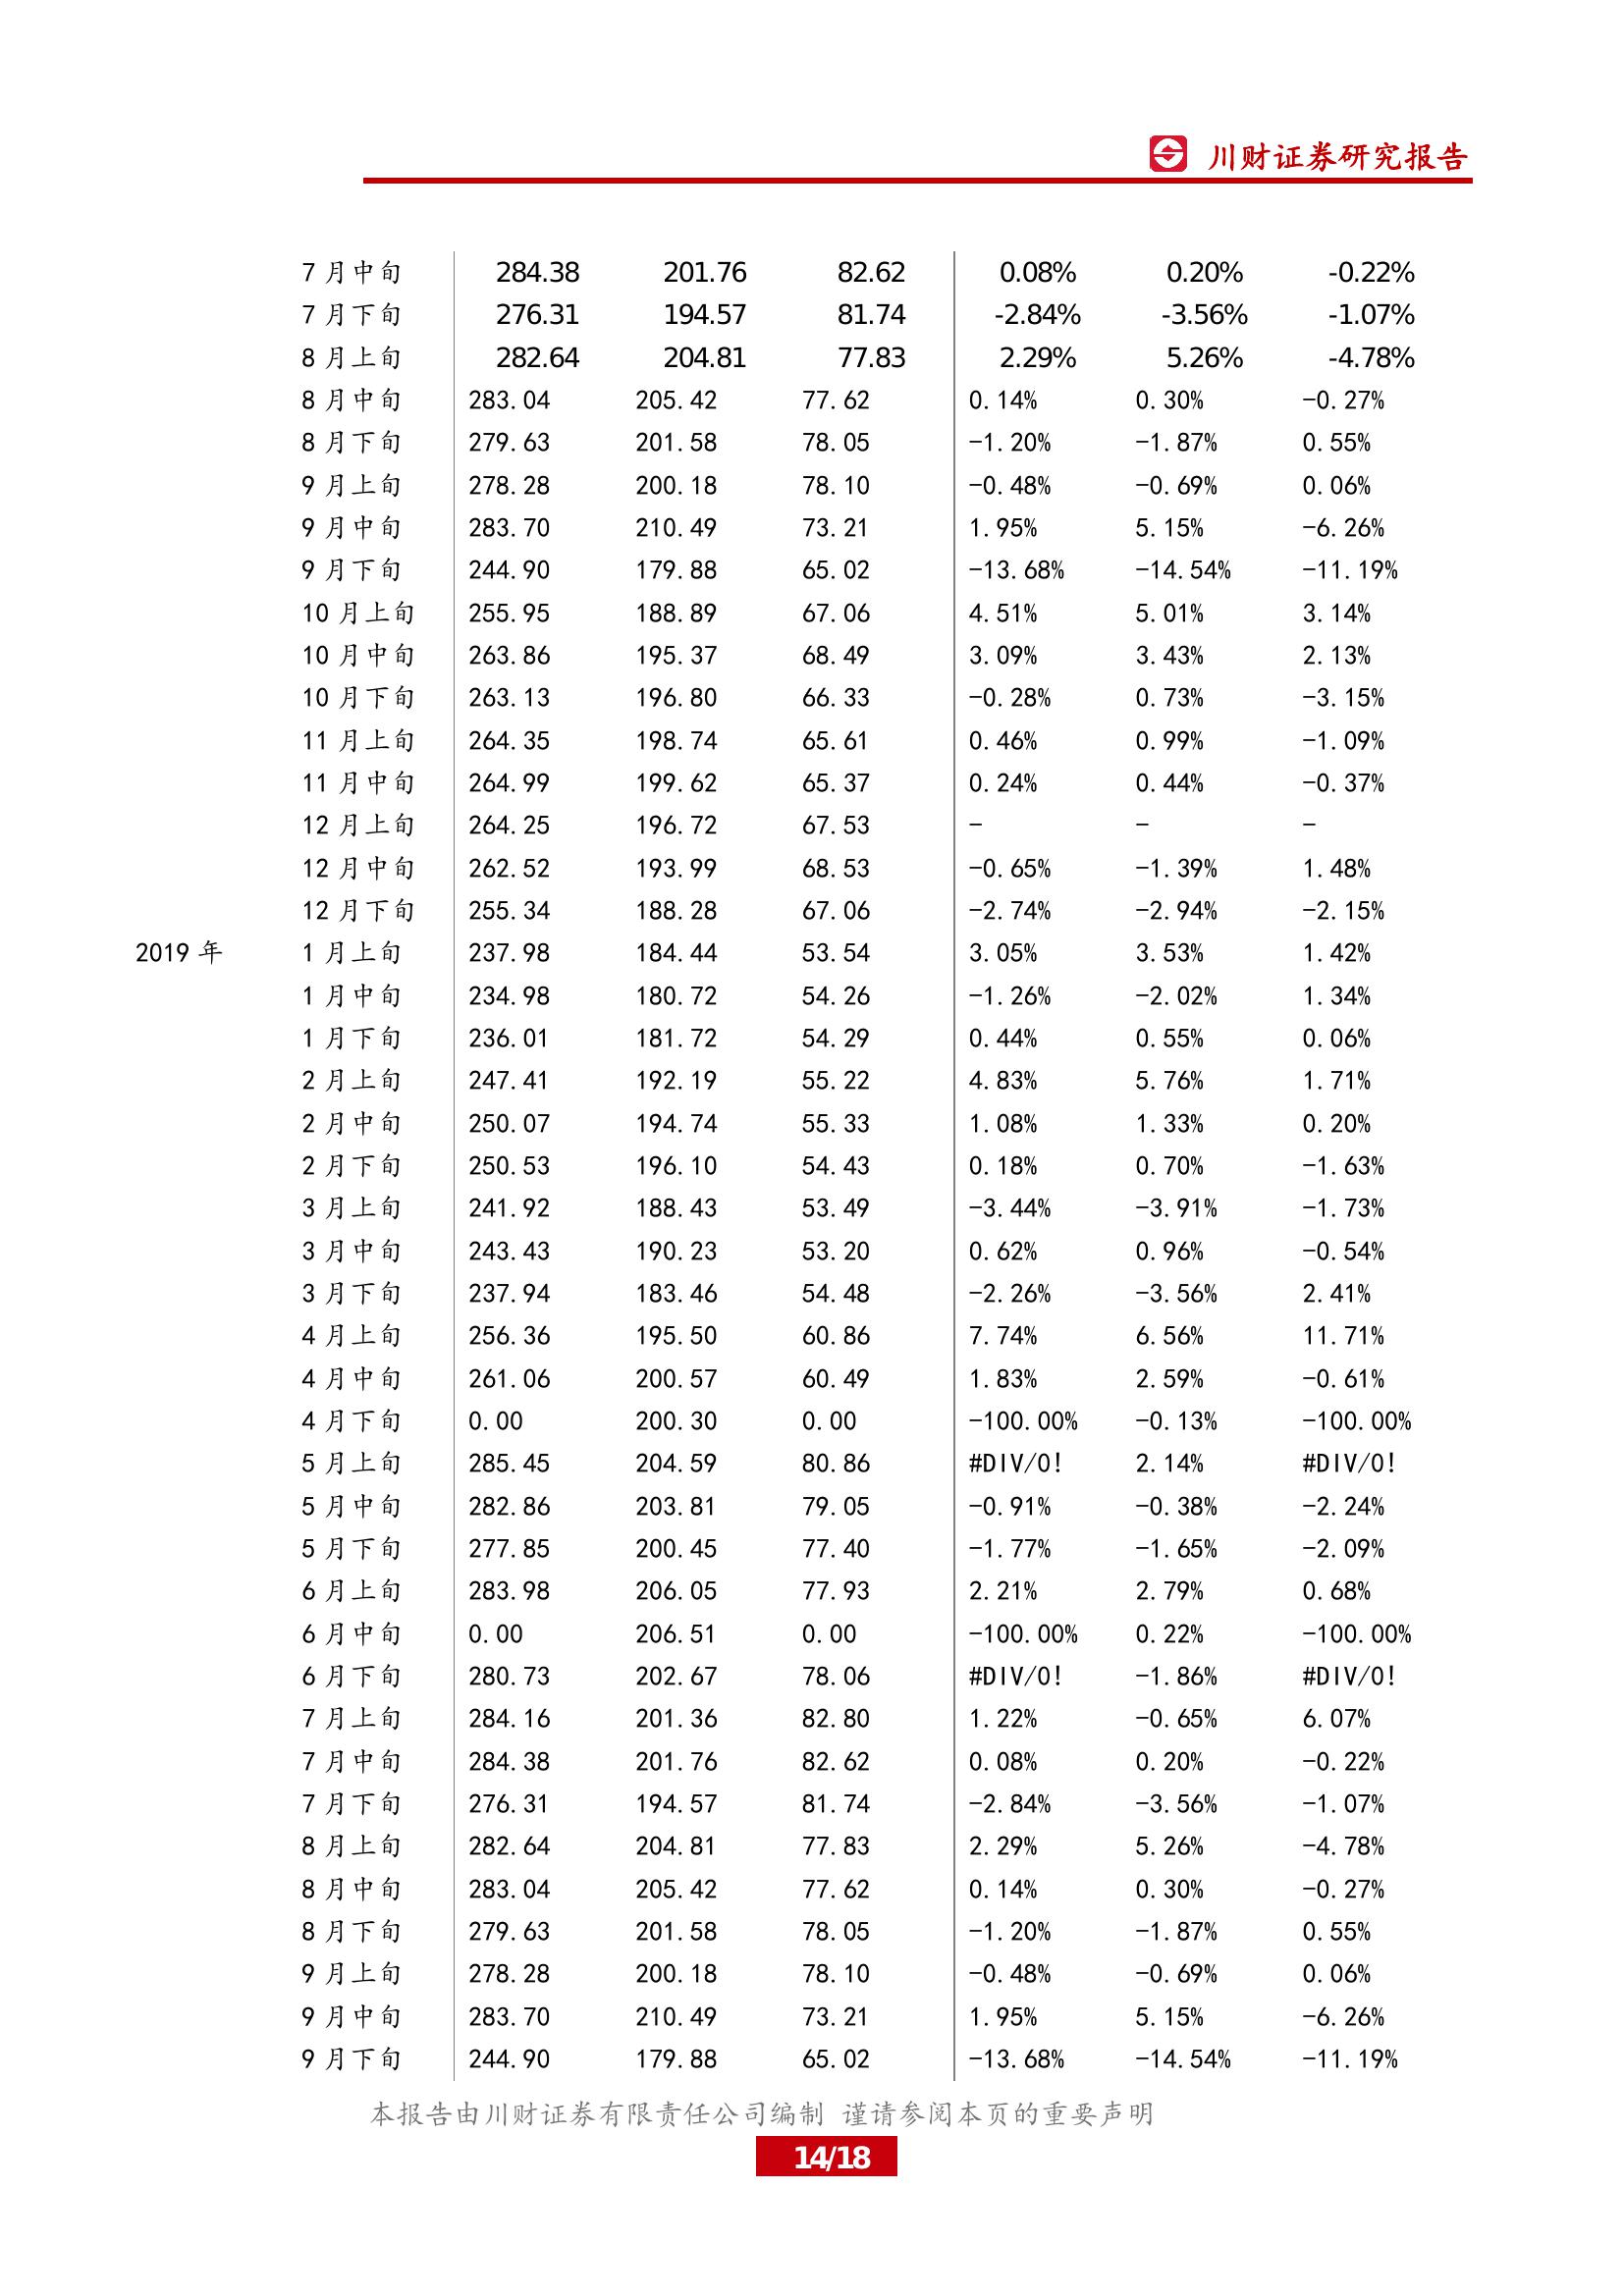 川财证券研究报告
7 月中旬 284.38 201.76 82.62 0.08% 0.20% -0.22%
7 月下旬 276.31 194.57 81.74 -2.84% -3.56% -1.07%
8 月上旬 282.64 204.81 77.83 2.29% 5.26% -4.78%
8 月中旬 283.04 205.42 77.62 0.14% 0.30% -0.27%
8 月下旬 279.63 201.58 78.05 -1.20% -1.87% 0.55%
9 月上旬 278.28 200.18 78.10 -0.48% -0.69% 0.06%
9 月中旬 283.70 210.49 73.21 1.95% 5.15% -6.26%
9 月下旬 244.90 179.88 65.02 -13.68% -14.54% -11.19%
10 月上旬 255.95 188.89 67.06 4.51% 5.01% 3.14%
10 月中旬 263.86 195.37 68.49 3.09% 3.43% 2.13%
10 月下旬 263.13 196.80 66.33 -0.28% 0.73% -3.15%
11 月上旬 264.35 198.74 65.61 0.46% 0.99% -1.09%
11 月中旬 264.99 199.62 65.37 0.24% 0.44% -0.37%
12 月上旬 264.25 196.72 67.53 - - -
12 月中旬 262.52 193.99 68.53 -0.65% -1.39% 1.48%
12 月下旬 255.34 188.28 67.06 -2.74% -2.94% -2.15%
2019 年 1 月上旬 237.98 184.44 53.54 3.05% 3.53% 1.42%
1 月中旬 234.98 180.72 54.26 -1.26% -2.02% 1.34%
1 月下旬 236.01 181.72 54.29 0.44% 0.55% 0.06%
2 月上旬 247.41 192.19 55.22 4.83% 5.76% 1.71%
2 月中旬 250.07 194.74 55.33 1.08% 1.33% 0.20%
2 月下旬 250.53 196.10 54.43 0.18% 0.70% -1.63%
3 月上旬 241.92 188.43 53.49 -3.44% -3.91% -1.73%
3 月中旬 243.43 190.23 53.20 0.62% 0.96% -0.54%
3 月下旬 237.94 183.46 54.48 -2.26% -3.56% 2.41%
4 月上旬 256.36 195.50 60.86 7.74% 6.56% 11.71%
4 月中旬 261.06 200.57 60.49 1.83% 2.59% -0.61%
4 月下旬 0.00 200.30 0.00 -100.00% -0.13% -100.00%
5 月上旬 285.45 204.59 80.86 #DIV/0! 2.14% #DIV/0!
5 月中旬 282.86 203.81 79.05 -0.91% -0.38% -2.24%
5 月下旬 277.85 200.45 77.40 -1.77% -1.65% -2.09%
6 月上旬 283.98 206.05 77.93 2.21% 2.79% 0.68%
6 月中旬 0.00 206.51 0.00 -100.00% 0.22% -100.00%
6 月下旬 280.73 202.67 78.06 #DIV/0! -1.86% #DIV/0!
7 月上旬 284.16 201.36 82.80 1.22% -0.65% 6.07%
7 月中旬 284.38 201.76 82.62 0.08% 0.20% -0.22%
7 月下旬 276.31 194.57 81.74 -2.84% -3.56% -1.07%
8 月上旬 282.64 204.81 77.83 2.29% 5.26% -4.78%
8 月中旬 283.04 205.42 77.62 0.14% 0.30% -0.27%
8 月下旬 279.63 201.58 78.05 -1.20% -1.87% 0.55%
9 月上旬 278.28 200.18 78.10 -0.48% -0.69% 0.06%
9 月中旬 283.70 210.49 73.21 1.95% 5.15% -6.26%
9 月下旬 244.90 179.88 65.02 -13.68% -14.54% -11.19%
本报告由川财证券有限责任公司编制 谨请参阅本页的重要声明
14/18